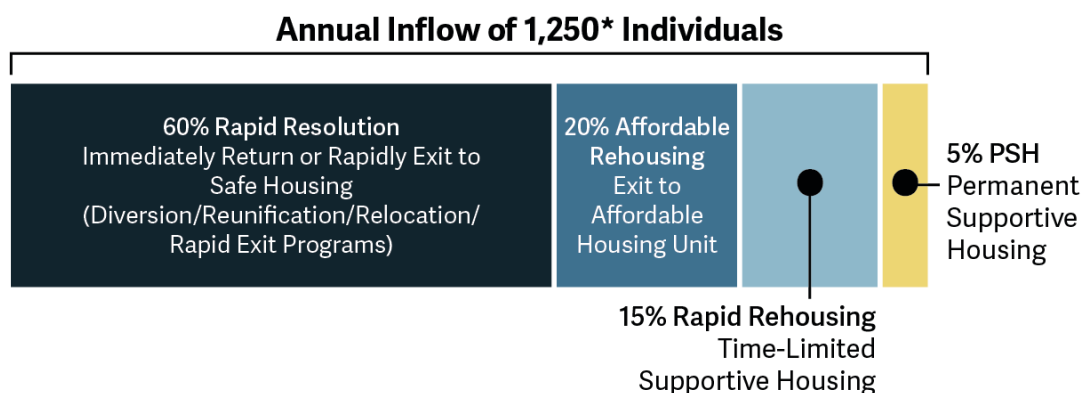 Annual Inflow of 1,250* Individuals
60% Rapid Resolution
Immediately Return or Rapidly Exit to
Safe Housing
(Diversion/Reunification/Relocation/
Rapid Exit Programs)
20% Affordable
Rehousing
Exit to
Affordable
Housing Unit
15% Rapid Rehousing
Time-Limited
Supportive Housing
5% PSH
Permanent
Supportive
Housing